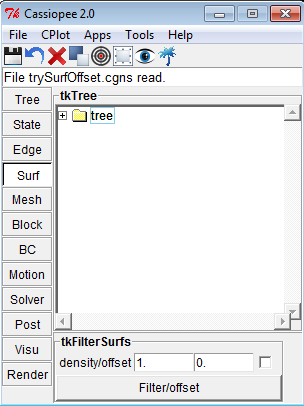 Cassiopee 2.0
File CPlot Apps Tools Help
File trySurfOffset.cgns read.
Tree
State
Edge
Surf
Mesh
Block
BC
Motion
Solver
Post
Visu
Render
tkTree
tree
tkFilterSurfs
density/offset 1. 0.
Filter/offset